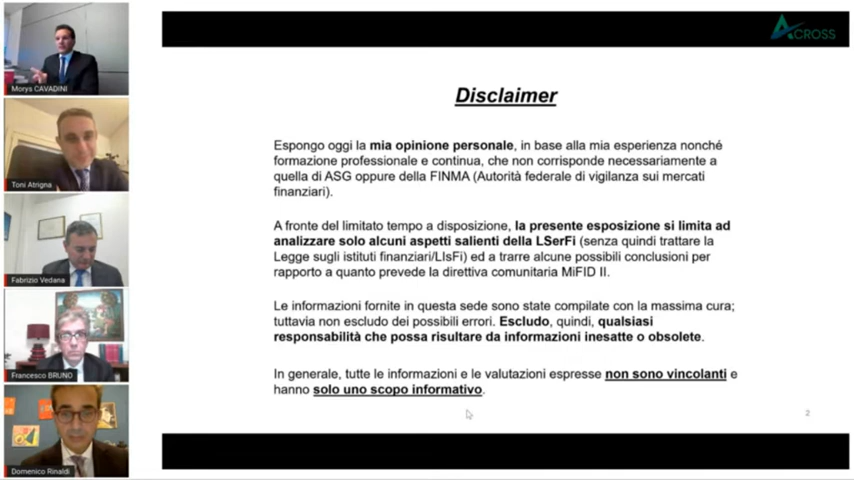 Morys CAVADINI
Toni Atrigna
Fabrizio Vedana
Francesco BRUNO
Domenico Rinaldi
ACROSS
Disclaimer
Espongo oggi la mia opinione personale, in base alla mia esperienza nonché
formazione professionale e continua, che non corrisponde necessariamente a
quella di ASG oppure della FINMA (Autorità federale di vigilanza sui mercati
finanziari).
A fronte del limitato tempo a disposizione, la presente esposizione si limita ad
analizzare solo alcuni aspetti salienti della LSerFi (senza quindi trattare la
Legge sugli istituti finanziari/LIsFi) ed a trarre alcune possibili conclusioni per
rapporto a quanto prevede la direttiva comunitaria MiFID II.
Le informazioni fornite in questa sede sono state compilate con la massima cura;
tuttavia non escludo dei possibili errori. Escludo, quindi, qualsiasi
responsabilità che possa risultare da informazioni inesatte o obsolete.
In generale, tutte le informazioni e le valutazioni espresse non sono vincolanti e
hanno solo uno scopo informativo.
2